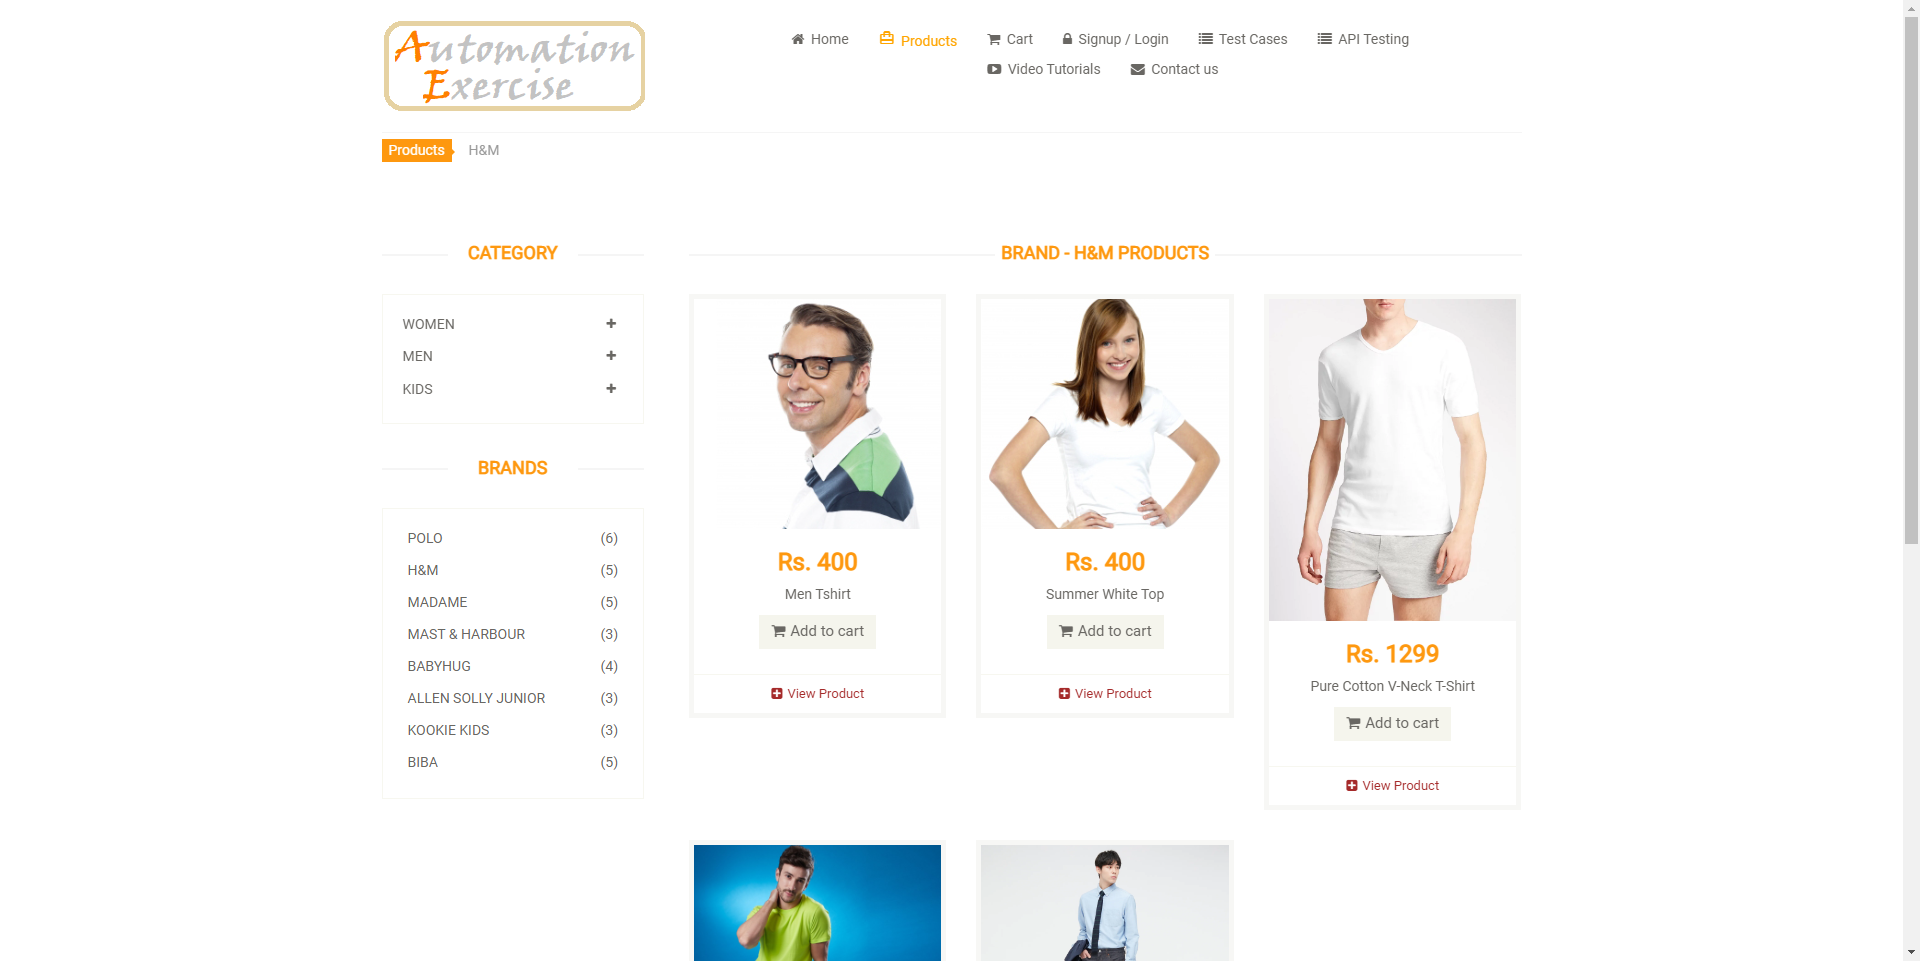 Automation
Exercise
Home
Products
Cart
Signup / Login
Test Cases
API Testing
Video Tutorials
Contact us
Products
H&M
CATEGORY
WOMEN
MEN
KIDS
BRANDS
POLO (6)
H&M (5)
MADAME (5)
MAST & HARBOUR (3)
BABYHUG (4)
ALLEN SOLLY JUNIOR (3)
KOOKIE KIDS (3)
BIBA (5)
BRAND - H&M PRODUCTS
Rs. 400
Men Tshirt
Add to cart
View Product
Rs. 400
Summer White Top
Add to cart
View Product
Rs. 1299
Pure Cotton V-Neck T-Shirt
Add to cart
View Product